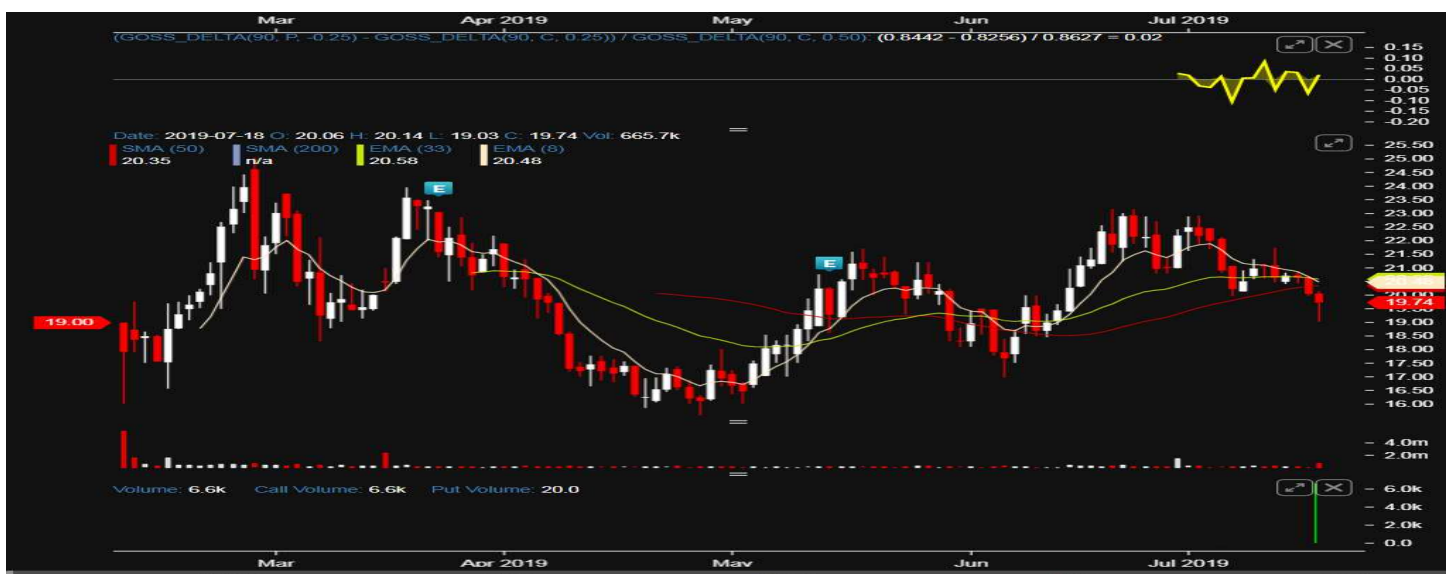 Mar Apr 2019 May Jun Jul 2019
(GOSS_DELTA(90, P, -0.25) - GOSS_DELTA(90, C, 0.25)) / GOSS_DELTA(90, C, 0.50): (0.8442 - 0.8256) / 0.8627 = 0.02
0.15
0.10
0.05
0.00
-0.05
-0.10
-0.15
-0.20
Date: 2019-07-18 O: 20.06 H: 20.14 L: 19.03 C: 19.74 Vol: 665.7k
SMA (50) SMA (200) EMA (33) EMA (8)
20.35 n/a 20.58 20.48
E
E
25.50
25.00
24.50
24.00
23.50
23.00
22.50
22.00
21.50
21.00
20.48
20.00
19.74
19.00
19.00
18.50
18.00
17.50
17.00
16.50
16.00
4.0m
2.0m
Volume: 6.6k Call Volume: 6.6k Put Volume: 20.0
6.0k
4.0k
2.0k
0.0
Mar Apr 2019 May Jun Jul 2019